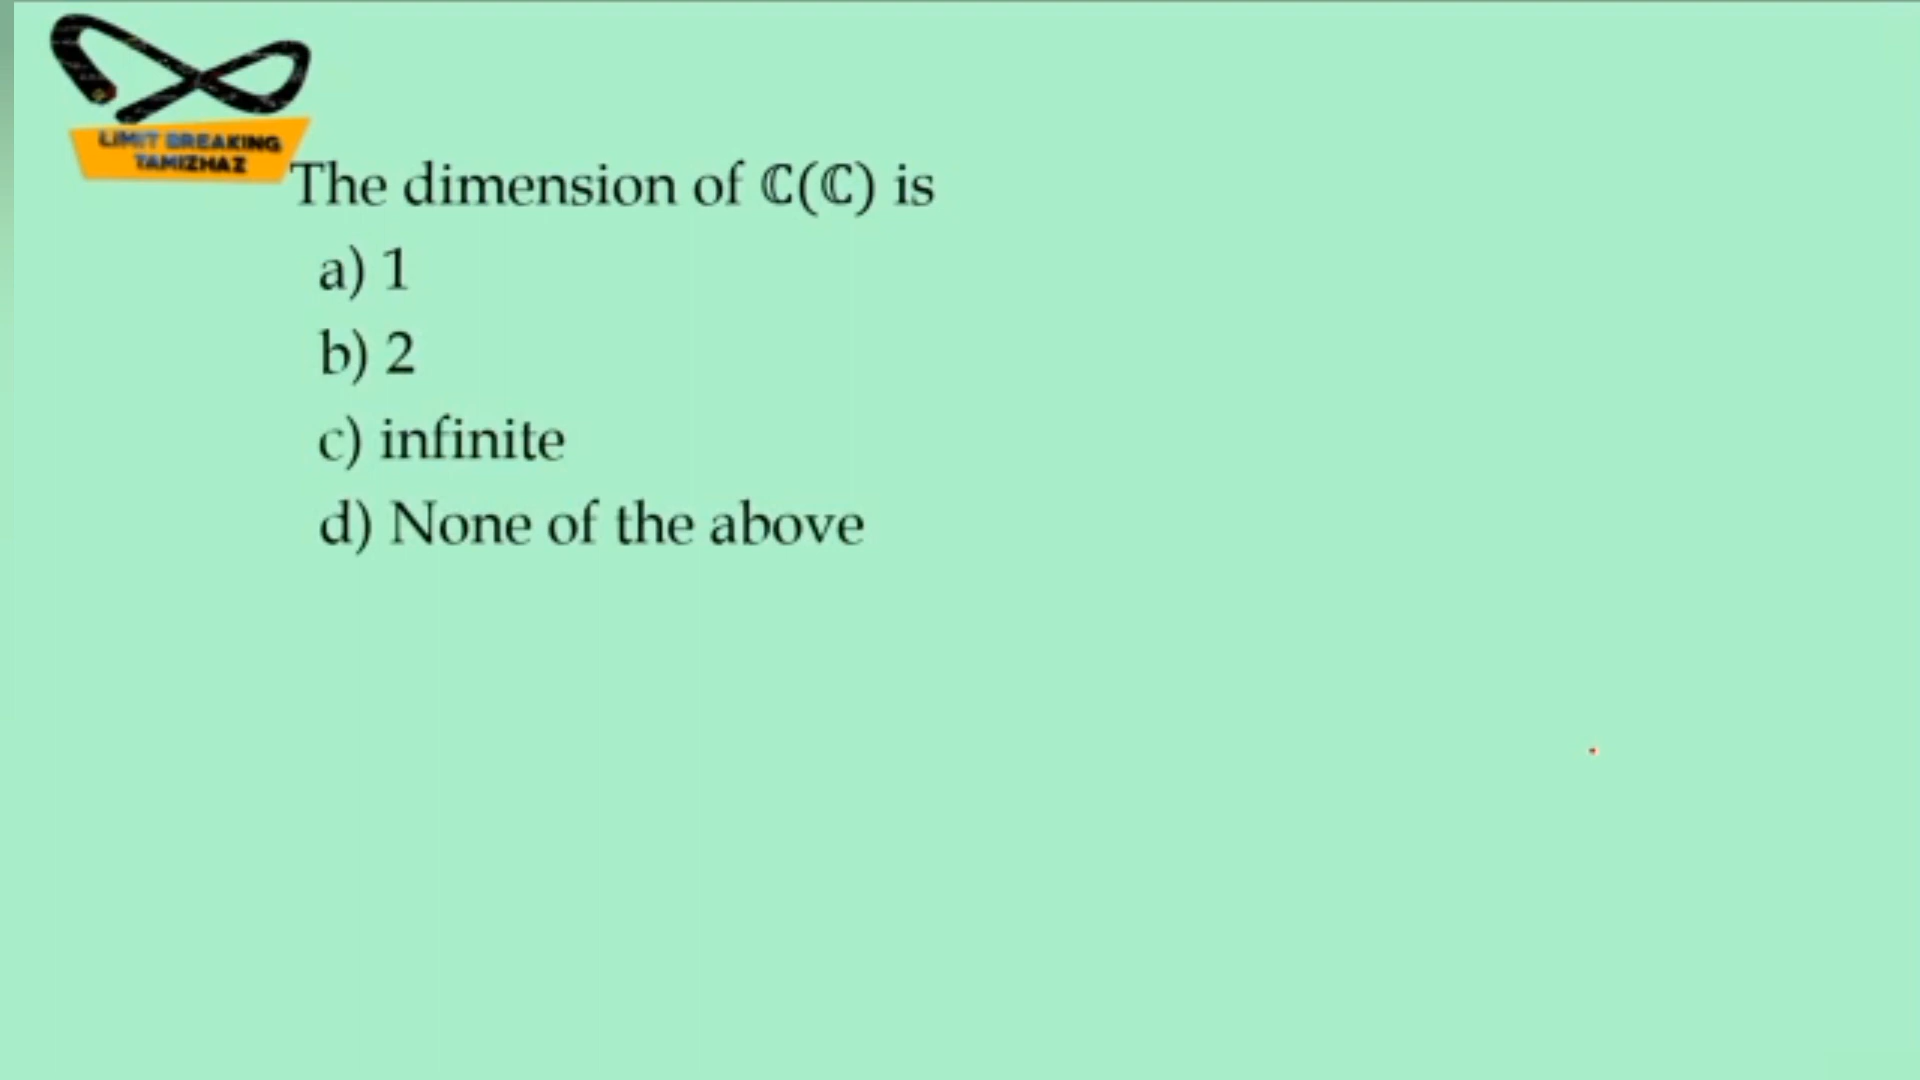 LIMIT BREAKING
TAMIZHAZ
The dimension of ℂ(ℂ) is
a) 1
b) 2
c) infinite
d) None of the above